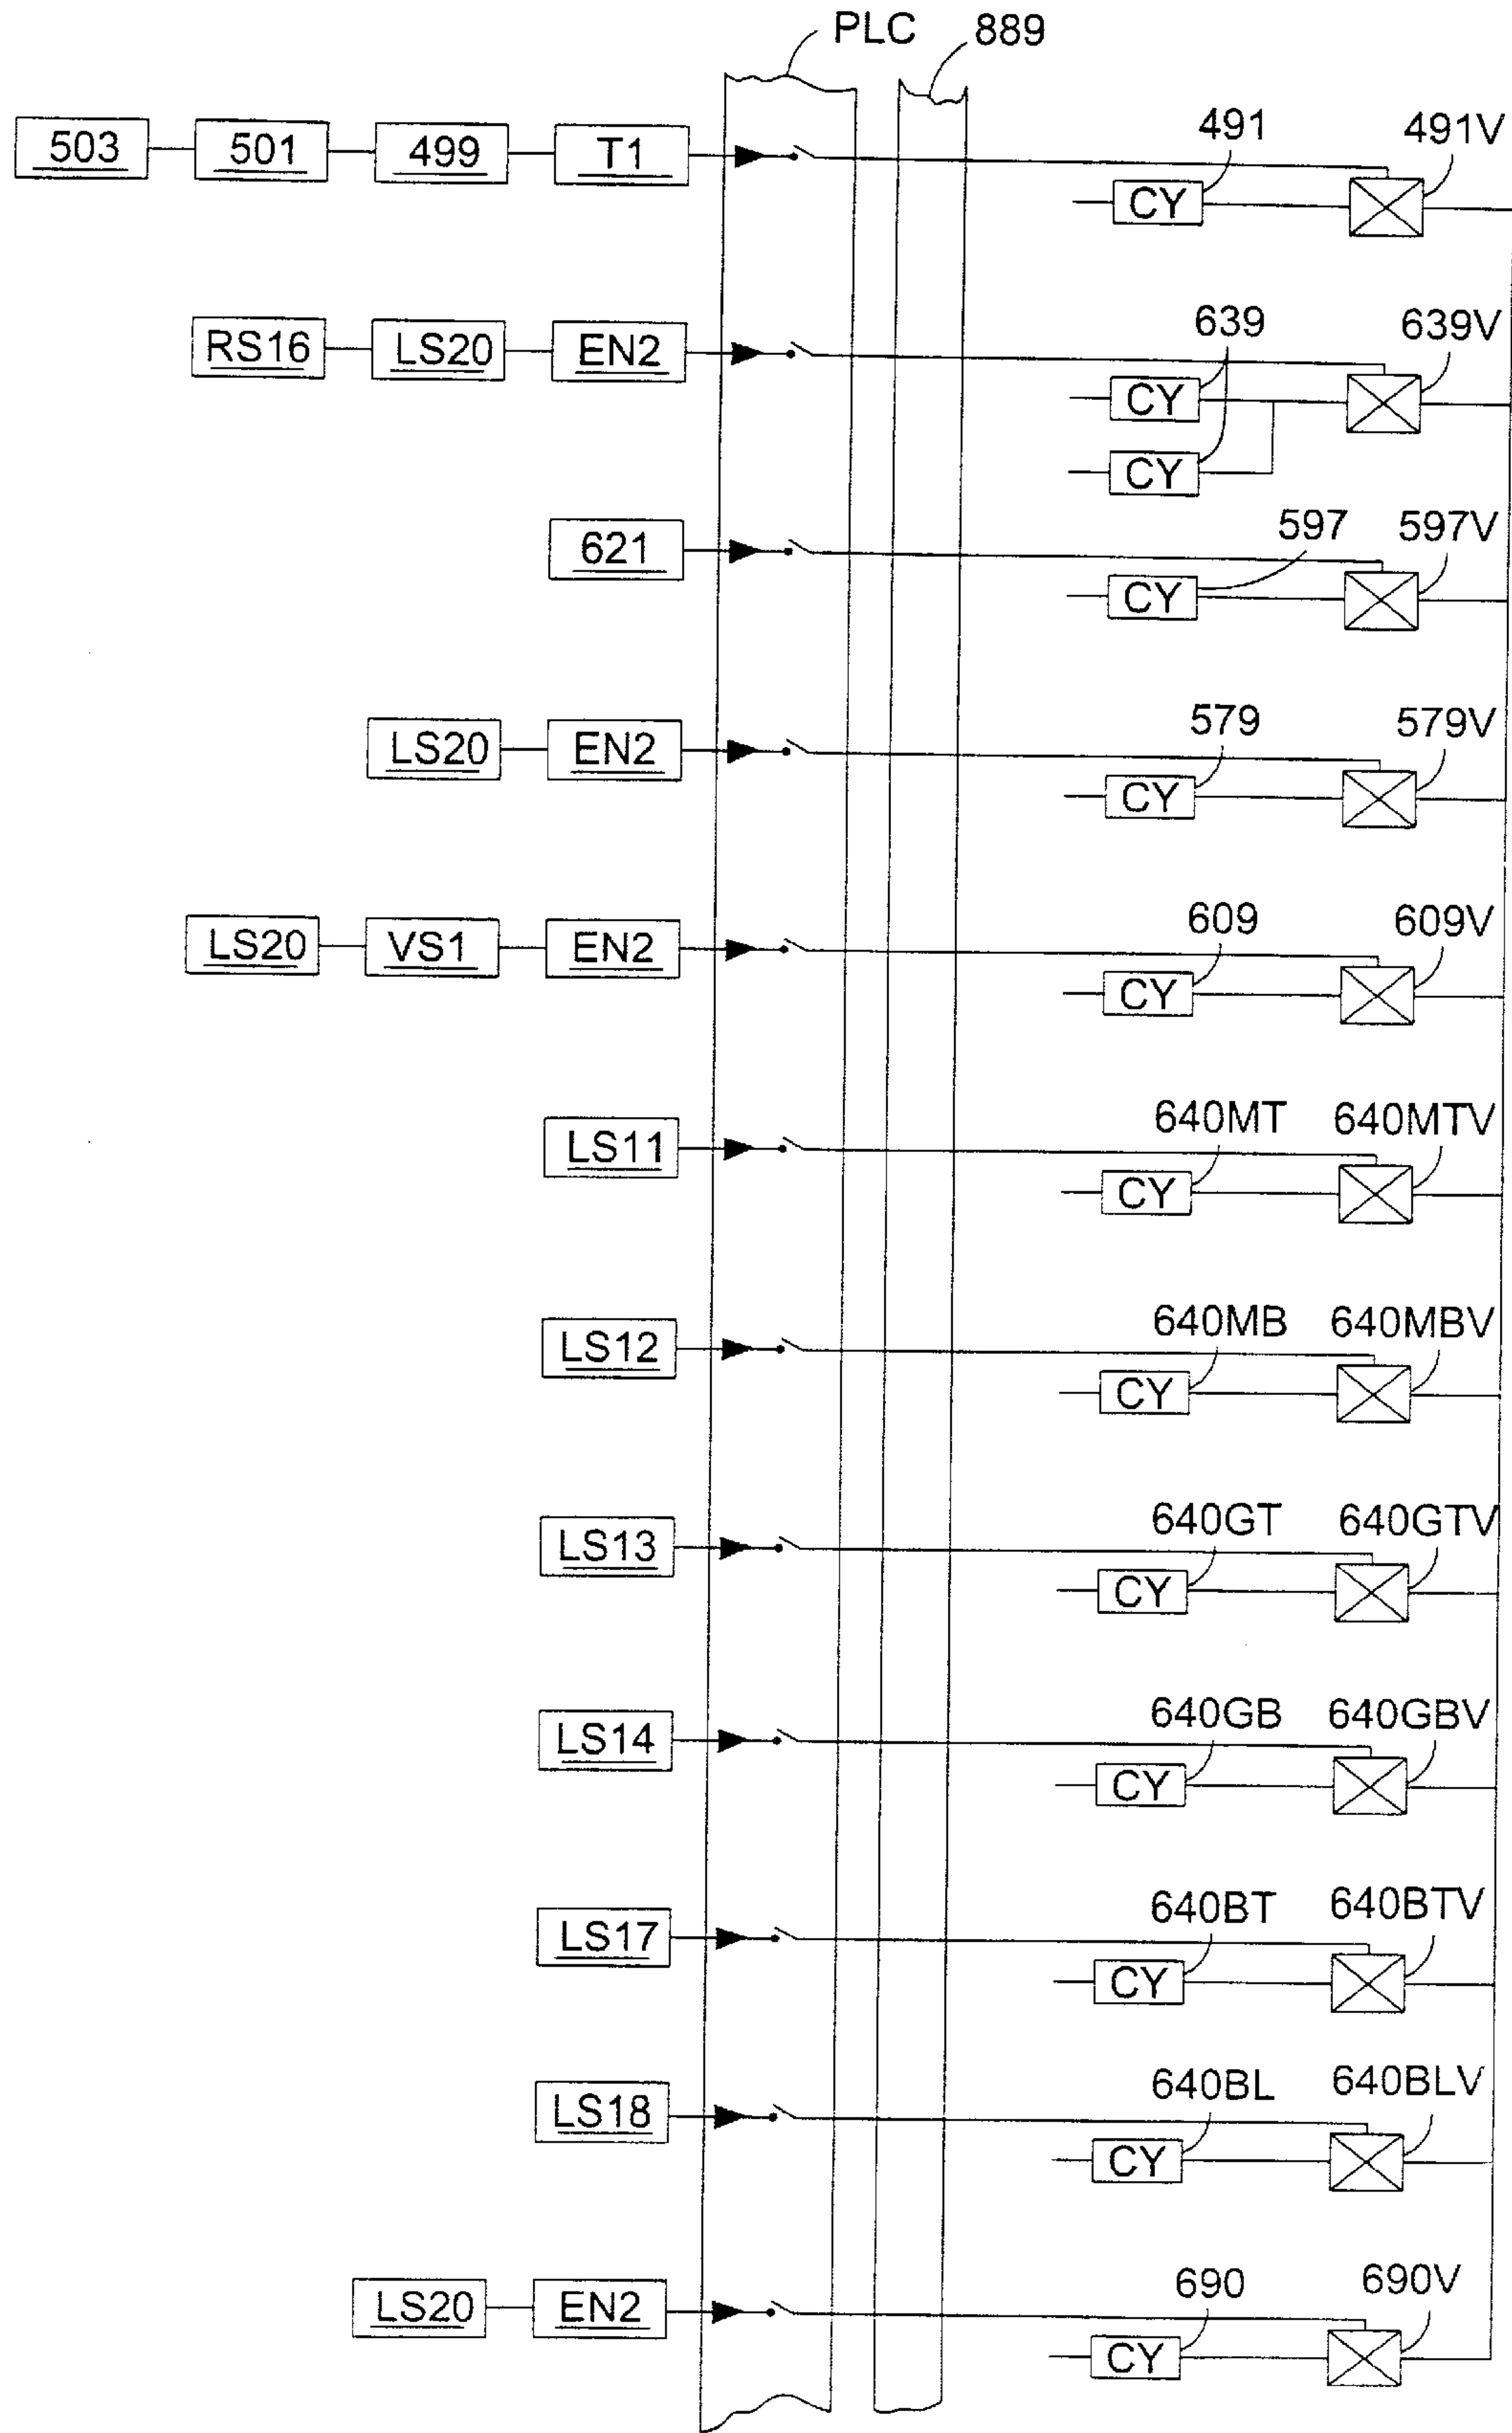 PLC 889
503 501 499 T1 491 491V
CY
RS16 LS20 EN2 639 639V
CY
CY
621 597 597V
CY
LS20 EN2 579 579V
CY
LS20 VS1 EN2 609 609V
CY
LS11 640MT 640MTV
CY
LS12 640MB 640MBV
CY
LS13 640GT 640GTV
CY
LS14 640GB 640GBV
CY
LS17 640BT 640BTV
CY
LS18 640BL 640BLV
CY
LS20 EN2 690 690V
CY